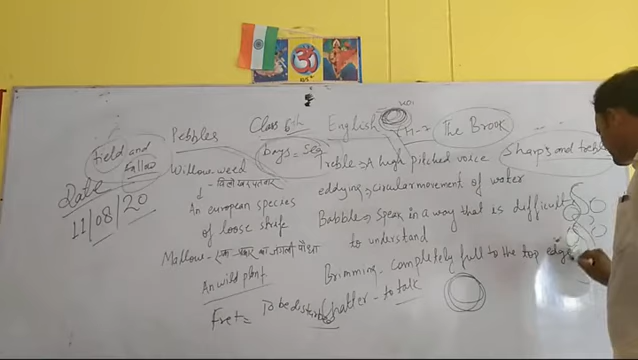 Class 6th English CH-7 The Brook
Pebbles
field and fallow
bays = sea
Treble = A high pitched voice
Sharps and treble
Date
11/08/20
Willow weed
An european species
of loose strife
eddying = circular movement of water
Babble = Speak in a way that is difficult
to understand
Mallow -
An wild plant
Brimming - completely full to the top edge
Chatter - to talk
Fret = To be disturbed